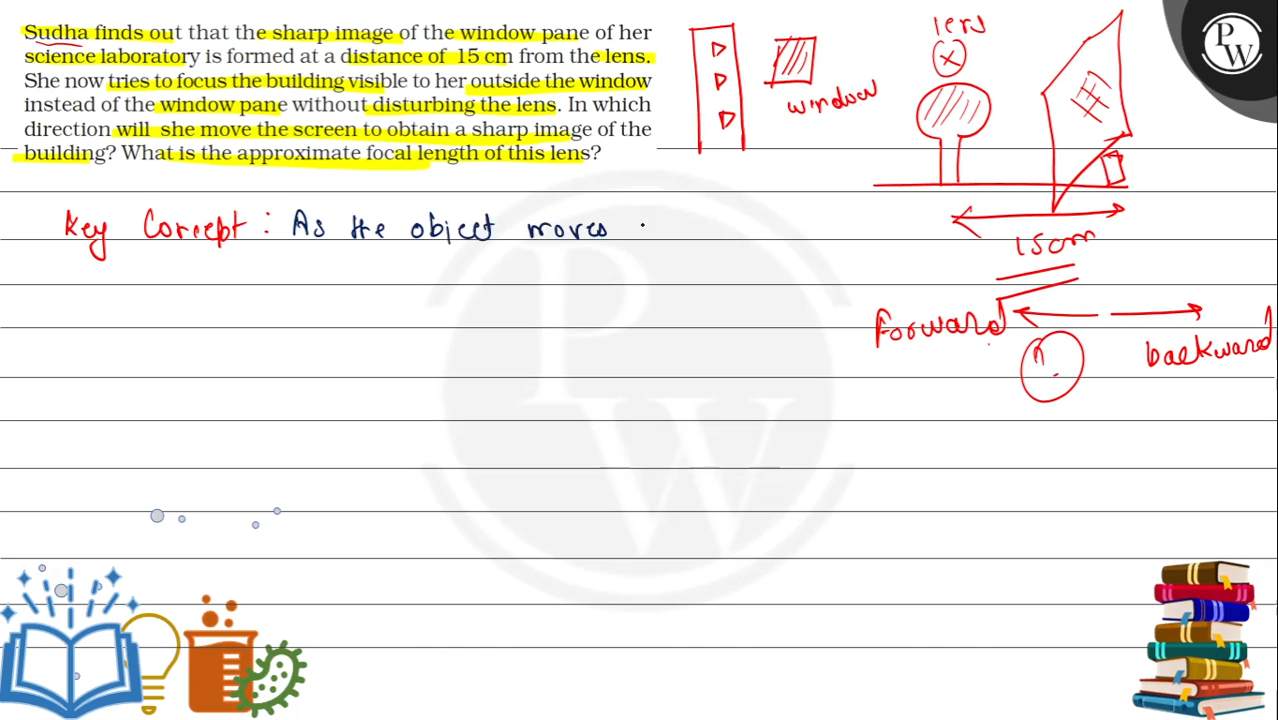 Sudha finds out that the sharp image of the window pane of her
science laboratory is formed at a distance of 15 cm from the lens.
She now tries to focus the building visible to her outside the window
instead of the window pane without disturbing the lens. In which
direction will she move the screen to obtain a sharp image of the
building? What is the approximate focal length of this lens?
Key Concept : As the object moves
window
lens
15cm
forward
backward
PW
PW